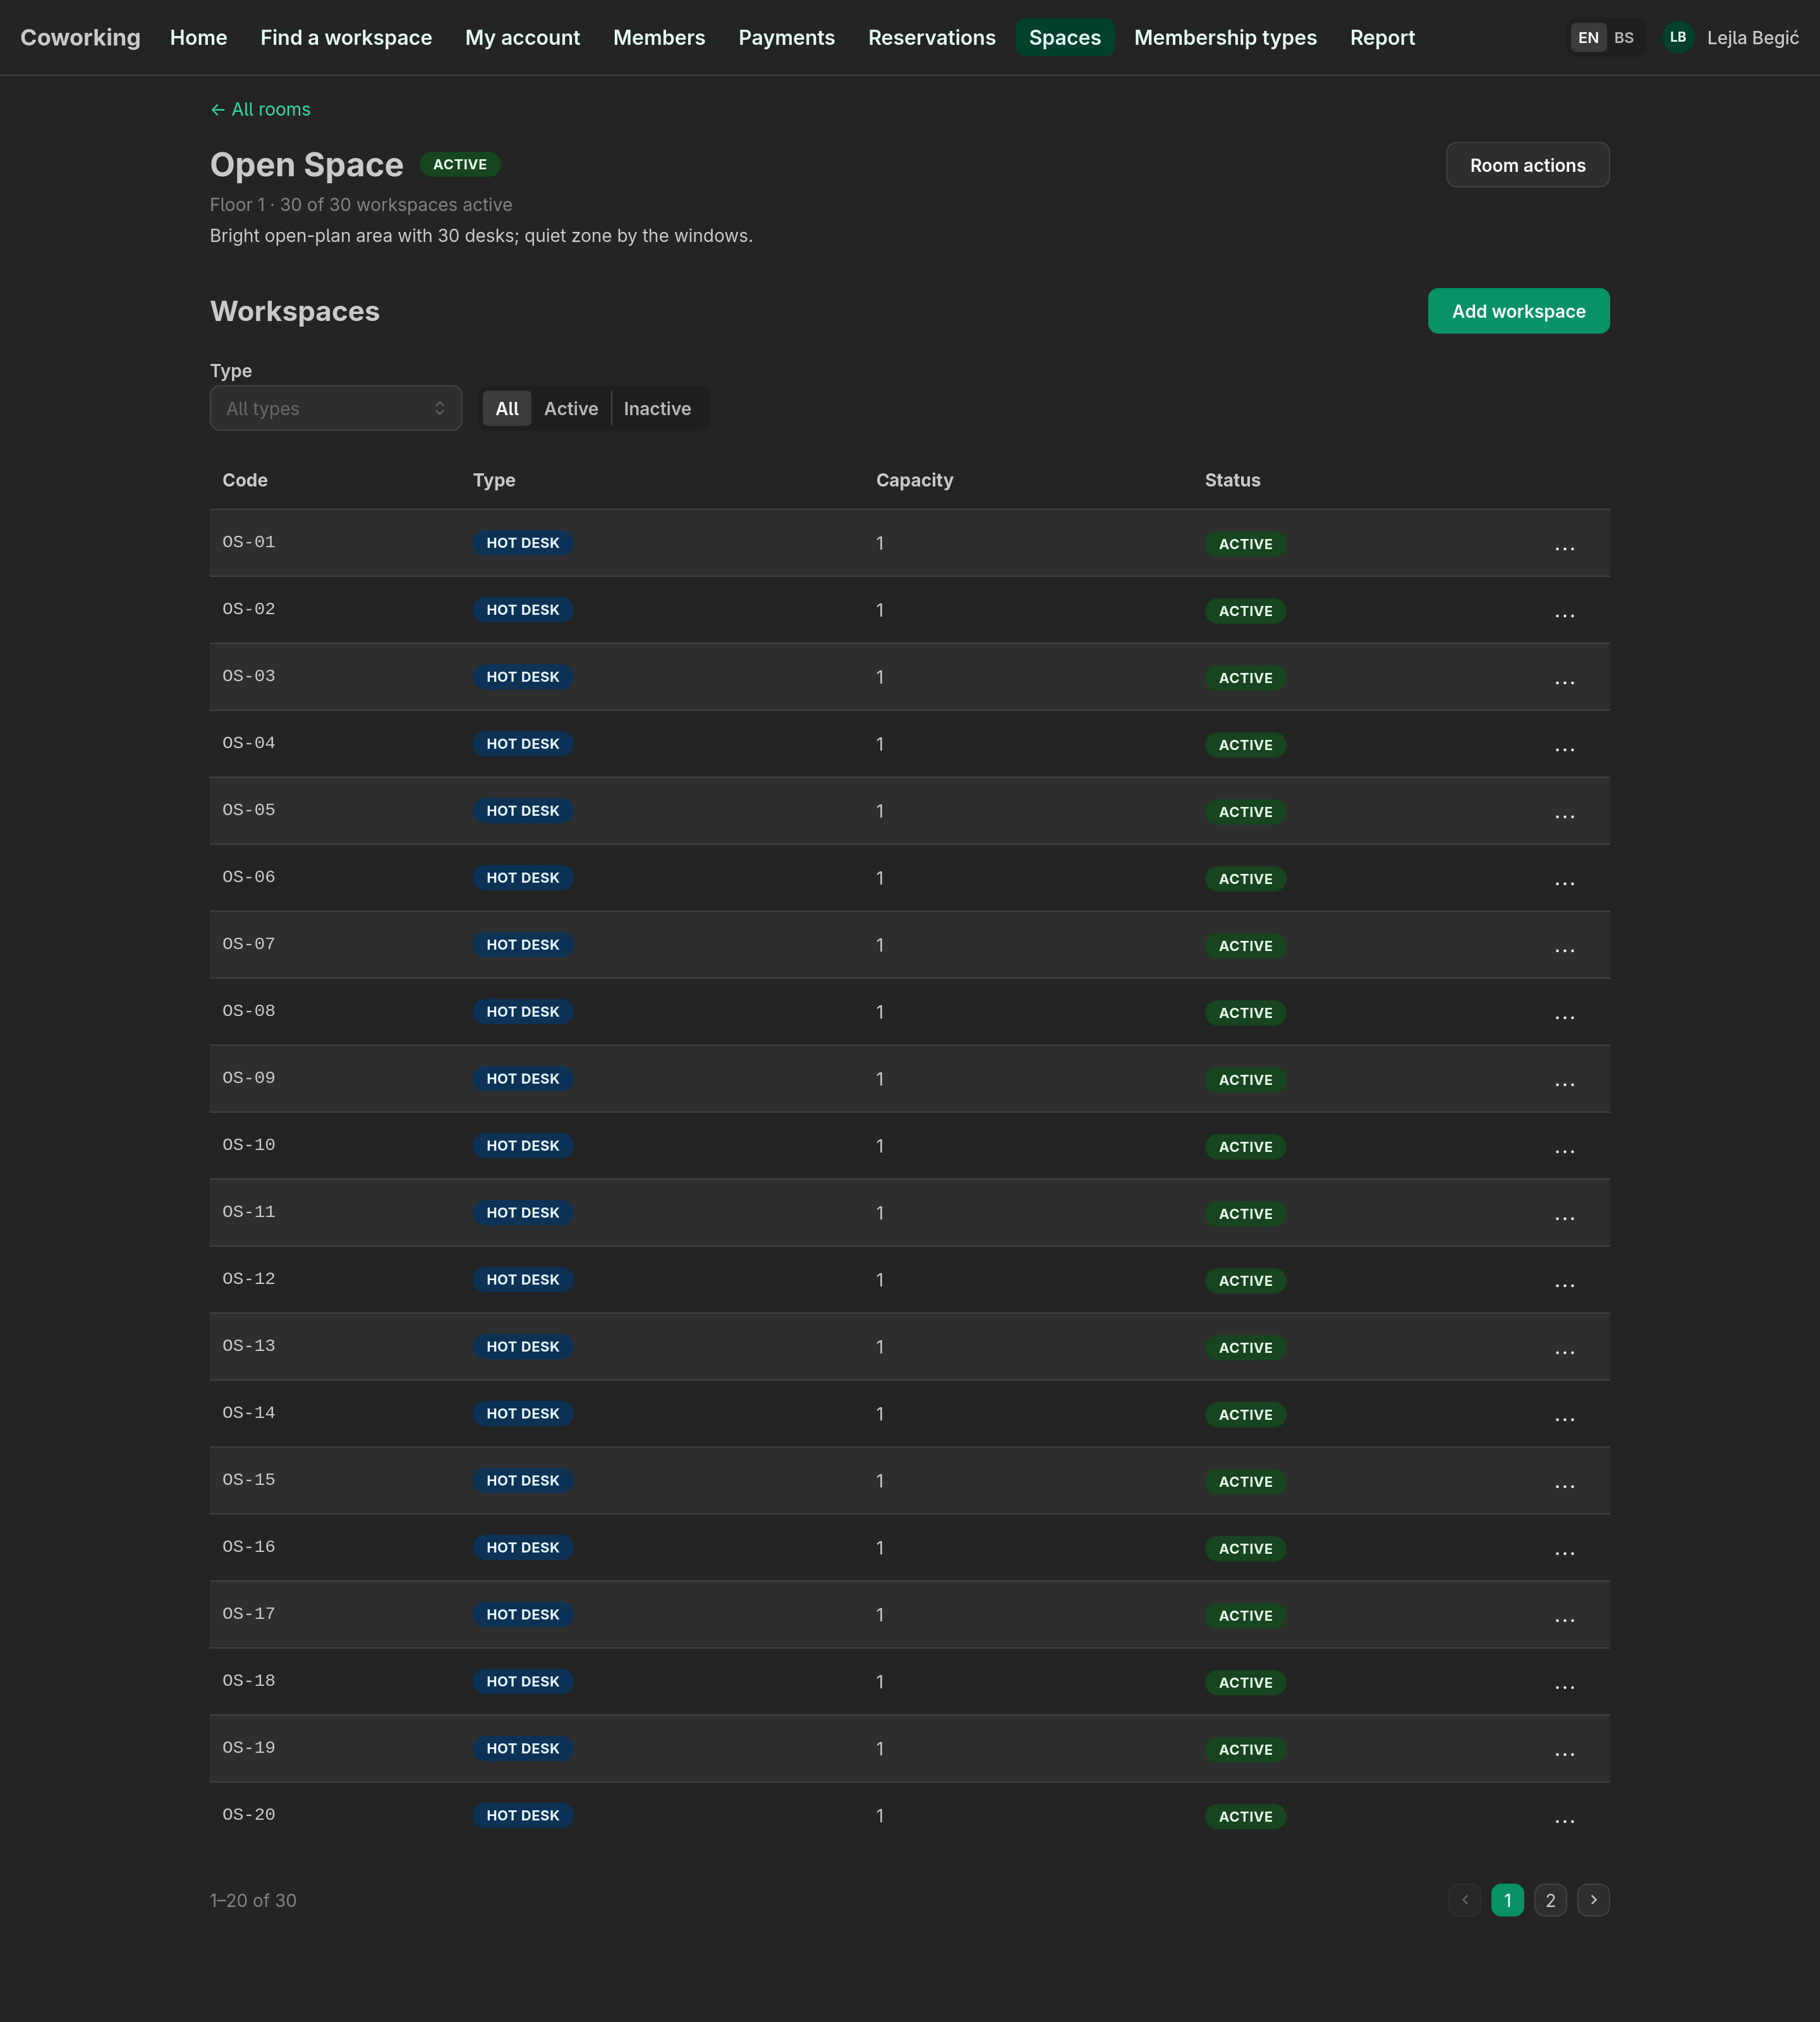 Coworking Home Find a workspace My account Members Payments Reservations Spaces Membership types Report EN BS LB Lejla Begić
← All rooms
Open Space ACTIVE Room actions
Floor 1 · 30 of 30 workspaces active
Bright open-plan area with 30 desks; quiet zone by the windows.
Workspaces Add workspace
Type
All types All Active Inactive
Code Type Capacity Status
OS-01 HOT DESK 1 ACTIVE ...
OS-02 HOT DESK 1 ACTIVE ...
OS-03 HOT DESK 1 ACTIVE ...
OS-04 HOT DESK 1 ACTIVE ...
OS-05 HOT DESK 1 ACTIVE ...
OS-06 HOT DESK 1 ACTIVE ...
OS-07 HOT DESK 1 ACTIVE ...
OS-08 HOT DESK 1 ACTIVE ...
OS-09 HOT DESK 1 ACTIVE ...
OS-10 HOT DESK 1 ACTIVE ...
OS-11 HOT DESK 1 ACTIVE ...
OS-12 HOT DESK 1 ACTIVE ...
OS-13 HOT DESK 1 ACTIVE ...
OS-14 HOT DESK 1 ACTIVE ...
OS-15 HOT DESK 1 ACTIVE ...
OS-16 HOT DESK 1 ACTIVE ...
OS-17 HOT DESK 1 ACTIVE ...
OS-18 HOT DESK 1 ACTIVE ...
OS-19 HOT DESK 1 ACTIVE ...
OS-20 HOT DESK 1 ACTIVE ...
1–20 of 30 ‹ 1 2 ›